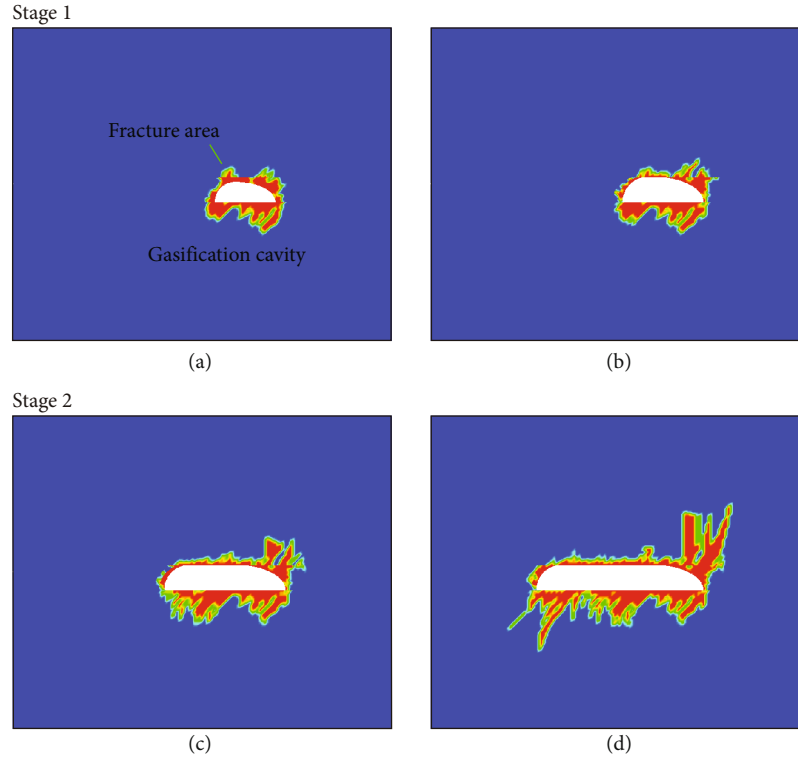 Stage 1
Fracture area
Gasification cavity
(a)
(b)
Stage 2
(c)
(d)